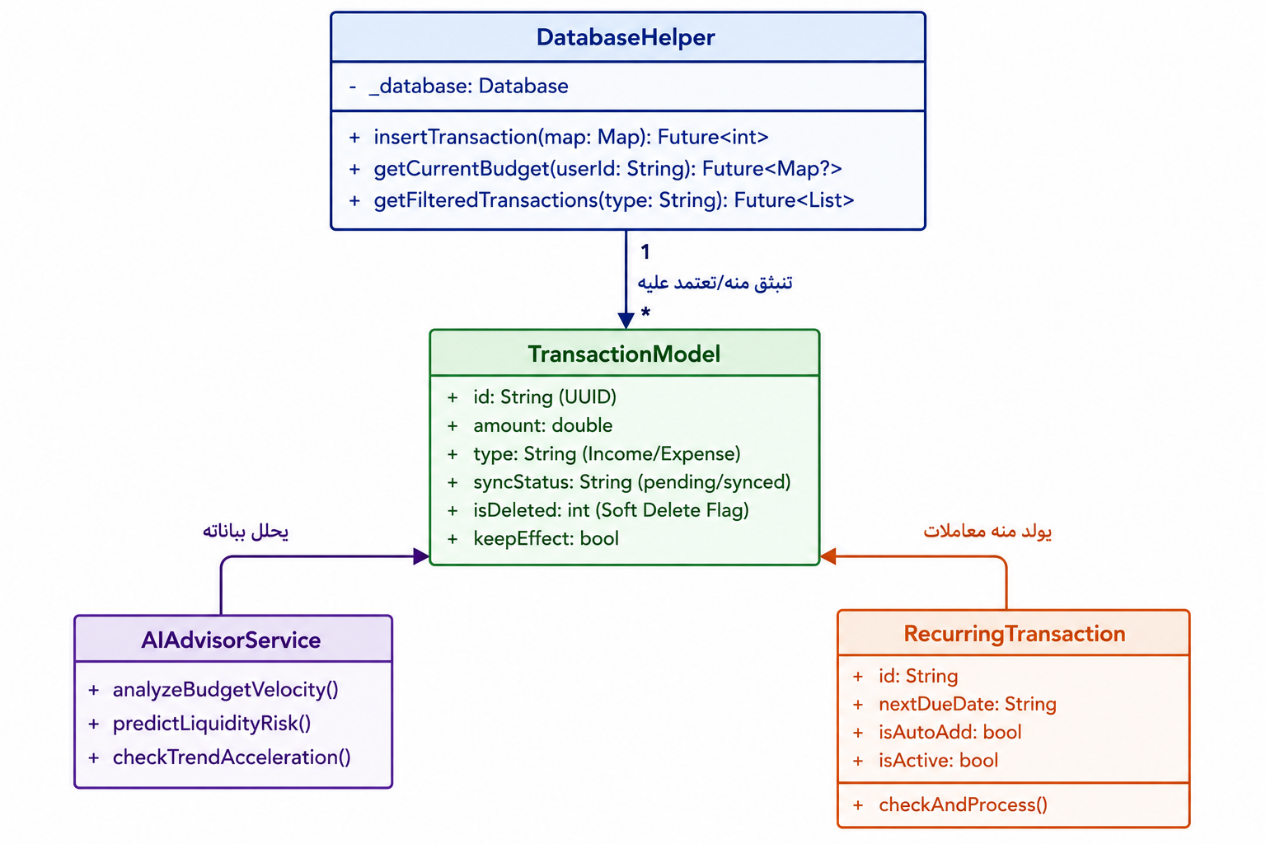 DatabaseHelper
- _database: Database
+ insertTransaction(map: Map): Future<int>
+ getCurrentBudget(userId: String): Future<Map?>
+ getFilteredTransactions(type: String): Future<List>
1
تنبثق منه/تعتمد عليه
*
TransactionModel
+ id: String (UUID)
+ amount: double
+ type: String (Income/Expense)
+ syncStatus: String (pending/synced)
+ isDeleted: int (Soft Delete Flag)
+ keepEffect: bool
يحلل بباناته
AIAdvisorService
+ analyzeBudgetVelocity()
+ predictLiquidityRisk()
+ checkTrendAcceleration()
يولد منه معاملات
RecurringTransaction
+ id: String
+ nextDueDate: String
+ isAutoAdd: bool
+ isActive: bool
+ checkAndProcess()